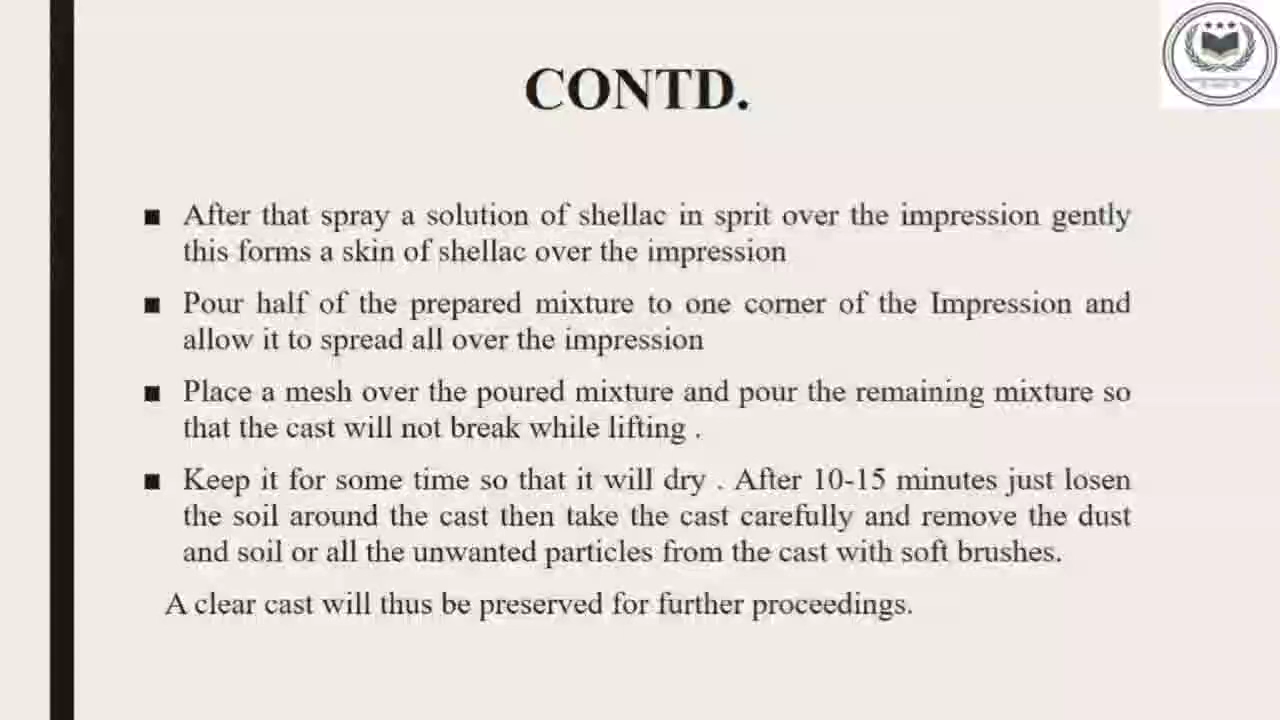 CONTD.
■ After that spray a solution of shellac in sprit over the impression gently
this forms a skin of shellac over the impression
■ Pour half of the prepared mixture to one corner of the Impression and
allow it to spread all over the impression
■ Place a mesh over the poured mixture and pour the remaining mixture so
that the cast will not break while lifting .
■ Keep it for some time so that it will dry . After 10-15 minutes just losen
the soil around the cast then take the cast carefully and remove the dust
and soil or all the unwanted particles from the cast with soft brushes.
A clear cast will thus be preserved for further proceedings.